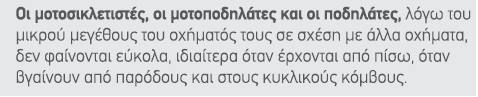 Οι μοτοσικλετιστές, οι μοτοποδηλάτες και οι ποδηλάτες, λόγω του
μικρού μεγέθους του οχήματός τους σε σχέση με άλλα οχήματα,
δεν φαίνονται εύκολα, ιδιαίτερα όταν έρχονται από πίσω, όταν
βγαίνουν από παρόδους και στους κυκλικούς κόμβους.